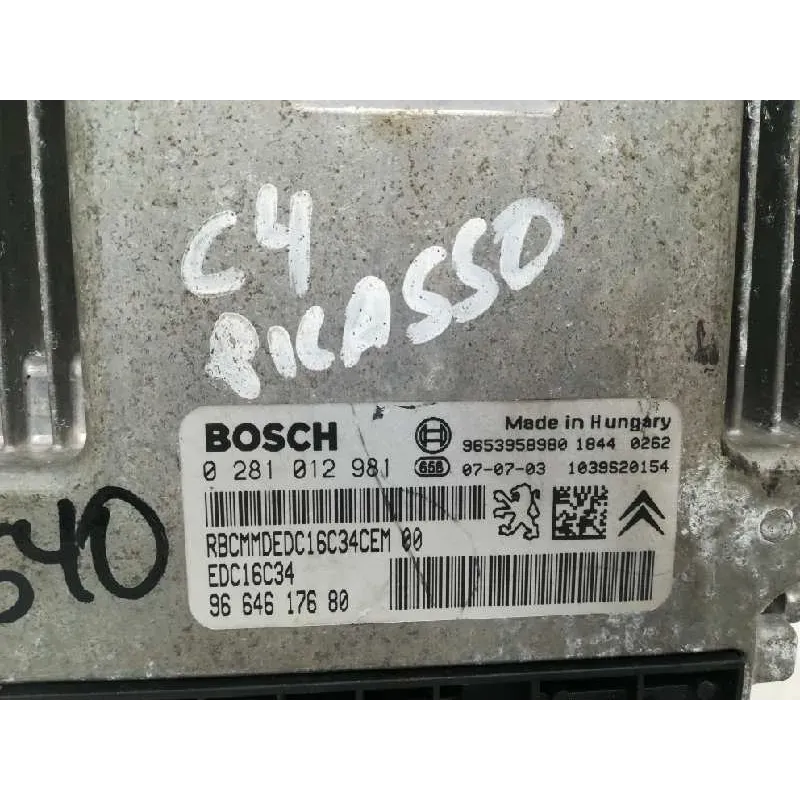 C4
PICASSO
BOSCH
Made in Hungary
9653958980 1844 0262
0 281 012 981
656 07-07-03 1039S20154
RBCMMDEDC16C34CEM 00
EDC16C34
96 646 176 80
540